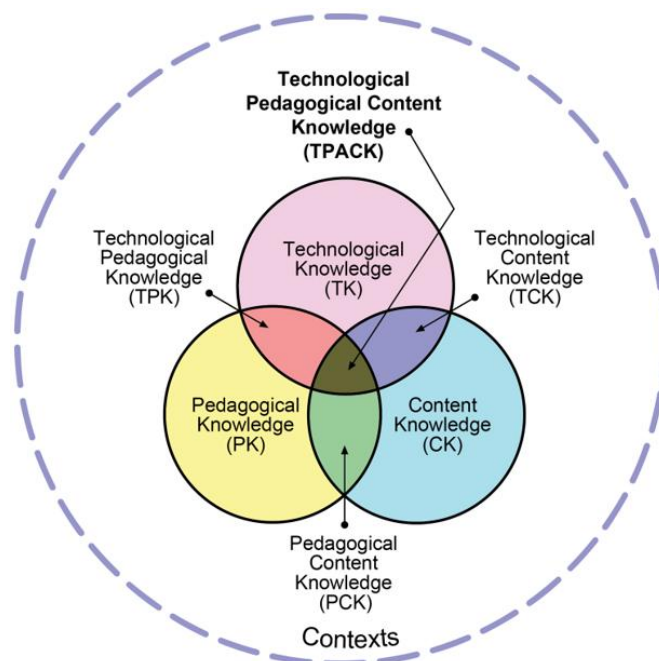 Technological
Pedagogical Content
Knowledge
(TPACK)
Technological
Pedagogical
Knowledge
(TPK)
Technological
Knowledge
(TK)
Technological
Content
Knowledge
(TCK)
Pedagogical
Knowledge
(PK)
Content
Knowledge
(CK)
Pedagogical
Content
Knowledge
(PCK)
Contexts